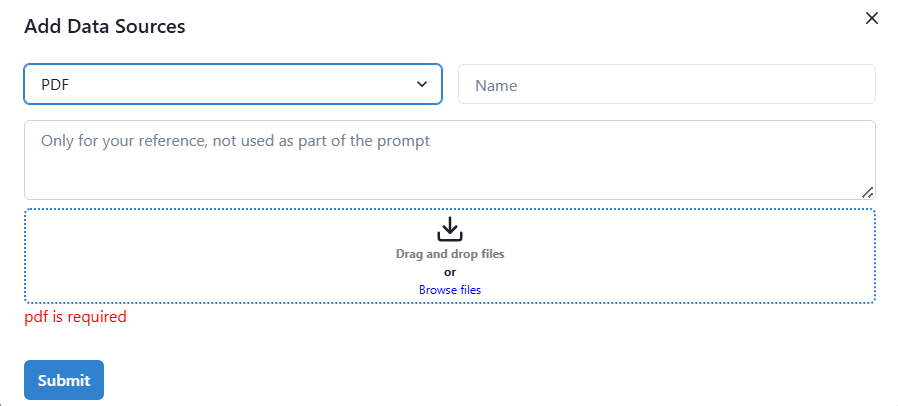 Add Data Sources
PDF
Name
Only for your reference, not used as part of the prompt
Drag and drop files
or
Browse files
pdf is required
Submit